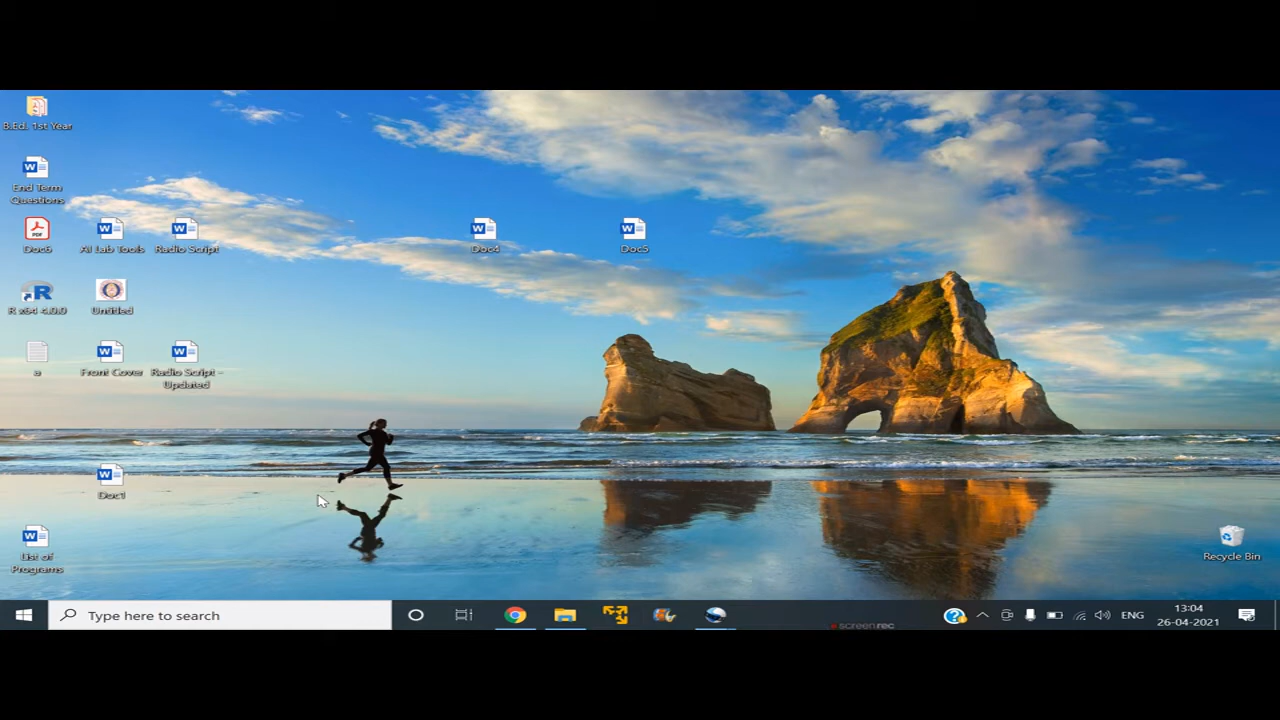 B.Ed. 1st Year
End Term
Questions
PDF
Doc6
AI Lab Tools
Radio Script
Doc4
Doc5
R x64 4.0.0
Untitled
a
Front Cover
Radio Script -
Updated
Doc1
List of
Programs
Recycle Bin
Type here to search
screenrec
ENG
13:04
26-04-2021